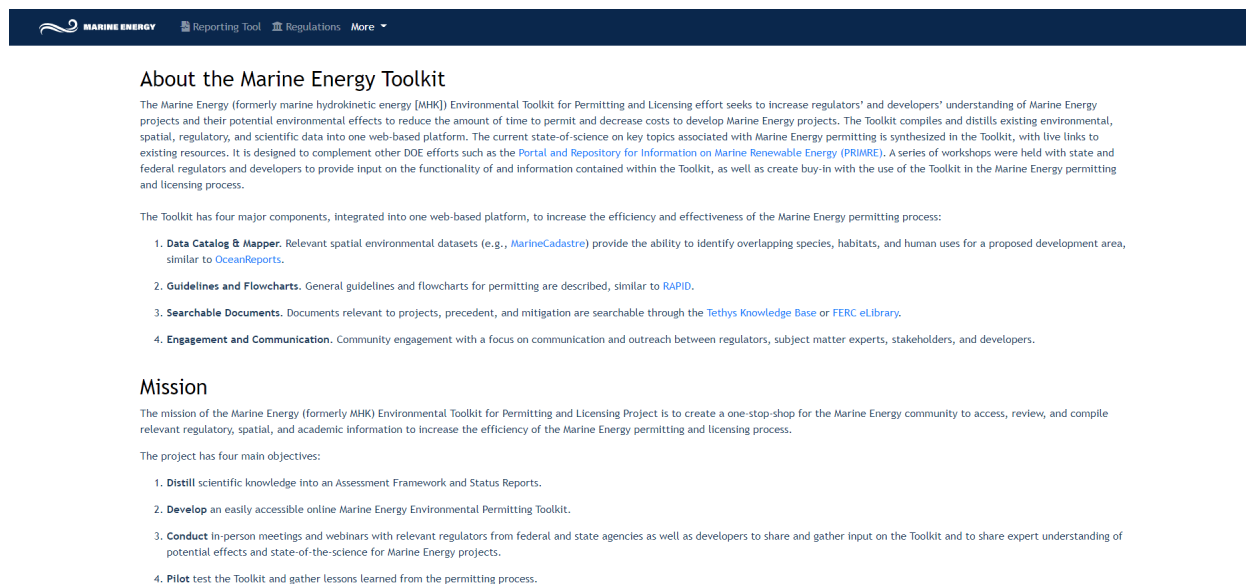 MARINE ENERGY Reporting Tool Regulations More
About the Marine Energy Toolkit
The Marine Energy (formerly marine hydrokinetic energy [MHK]) Environmental Toolkit for Permitting and Licensing effort seeks to increase regulators' and developers' understanding of Marine Energy
projects and their potential environmental effects to reduce the amount of time to permit and decrease costs to develop Marine Energy projects. The Toolkit compiles and distills existing environmental,
spatial, regulatory, and scientific data into one web-based platform. The current state-of-science on key topics associated with Marine Energy permitting is synthesized in the Toolkit, with live links to
existing resources. It is designed to complement other DOE efforts such as the Portal and Repository for Information on Marine Renewable Energy (PRIMRE). A series of workshops were held with state and
federal regulators and developers to provide input on the functionality of and information contained within the Toolkit, as well as create buy-in with the use of the Toolkit in the Marine Energy permitting
and licensing process.
The Toolkit has four major components, integrated into one web-based platform, to increase the efficiency and effectiveness of the Marine Energy permitting process:
1. Data Catalog & Mapper. Relevant spatial environmental datasets (e.g., MarineCadastre) provide the ability to identify overlapping species, habitats, and human uses for a proposed development area,
similar to OceanReports.
2. Guidelines and Flowcharts. General guidelines and flowcharts for permitting are described, similar to RAPID.
3. Searchable Documents. Documents relevant to projects, precedent, and mitigation are searchable through the Tethys Knowledge Base or FERC eLibrary.
4. Engagement and Communication. Community engagement with a focus on communication and outreach between regulators, subject matter experts, stakeholders, and developers.
Mission
The mission of the Marine Energy (formerly MHK) Environmental Toolkit for Permitting and Licensing Project is to create a one-stop-shop for the Marine Energy community to access, review, and compile
relevant regulatory, spatial, and academic information to increase the efficiency of the Marine Energy permitting and licensing process.
The project has four main objectives:
1. Distill scientific knowledge into an Assessment Framework and Status Reports.
2. Develop an easily accessible online Marine Energy Environmental Permitting Toolkit.
3. Conduct in-person meetings and webinars with relevant regulators from federal and state agencies as well as developers to share and gather input on the Toolkit and to share expert understanding of
potential effects and state-of-the-science for Marine Energy projects.
4. Pilot test the Toolkit and gather lessons learned from the permitting process.